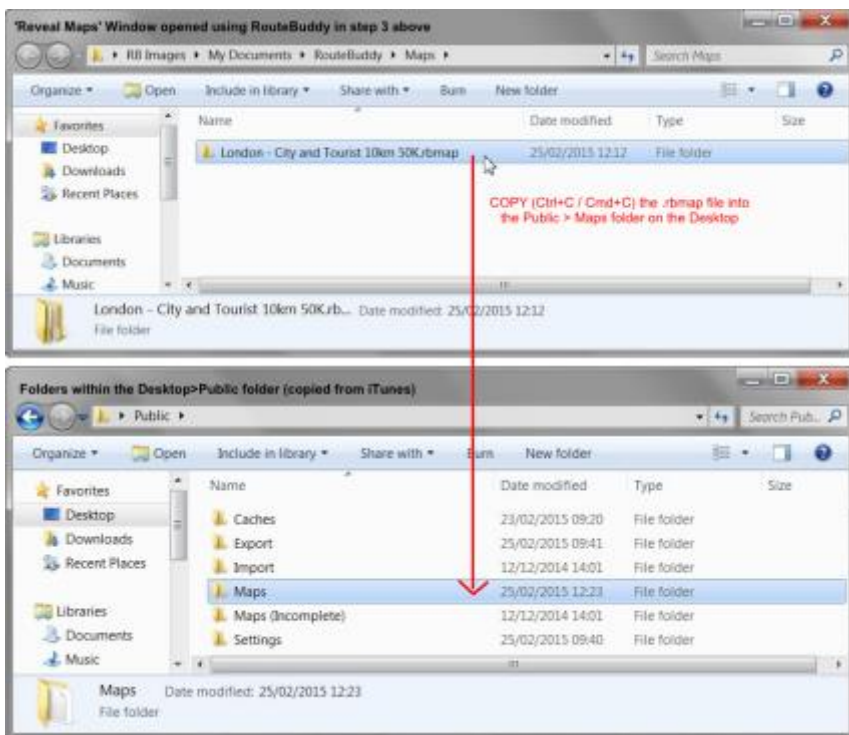 'Reveal Maps' Window opened using RouteBuddy in step 3 above
RB Images ▸ My Documents ▸ RouteBuddy ▸ Maps ▸ Search Maps
Organize Open Include in library Share with Burn New folder
Name Date modified Type Size
Favorites
Desktop
Downloads
Recent Places
Libraries
Documents
Music
London - City and Tourist 10km 50K.rbmap 25/02/2015 12:12 File folder
COPY (Ctrl+C / Cmd+C) the .rbmap file into
the Public > Maps folder on the Desktop
London - City and Tourist 10km 50K.rb... Date modified: 25/02/2015 12:12
File folder
Folders within the Desktop>Public folder (copied from iTunes)
Public ▸ Search Pub...
Organize Open Include in library Share with Burn New folder
Name Date modified Type Size
Favorites
Desktop
Downloads
Recent Places
Libraries
Documents
Music
Caches 23/02/2015 09:20 File folder
Export 25/02/2015 09:41 File folder
Import 12/12/2014 14:01 File folder
Maps 25/02/2015 12:23 File folder
Maps (Incomplete) 12/12/2014 14:01 File folder
Settings 25/02/2015 09:40 File folder
Maps Date modified: 25/02/2015 12:23
File folder